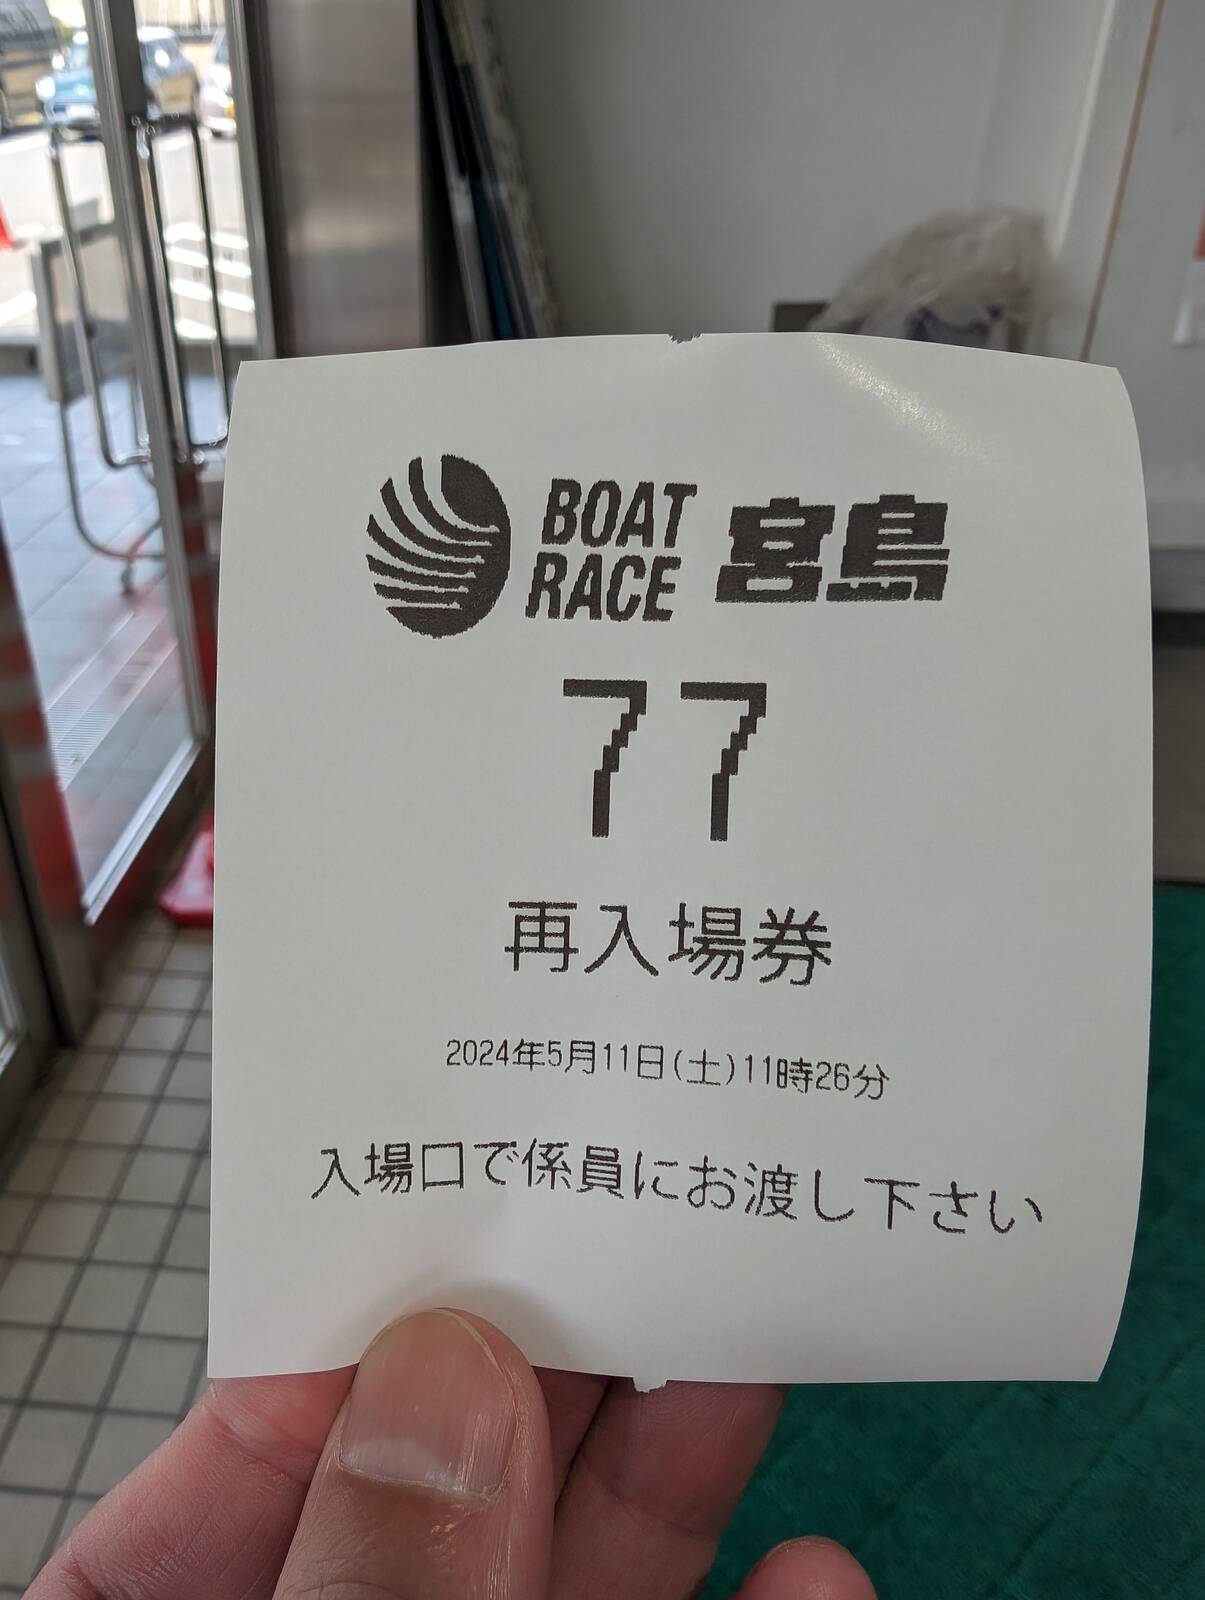 BOAT RACE 宮島
77
再入場券
2024年5月11日(土)11時26分
入場口で係員にお渡し下さい